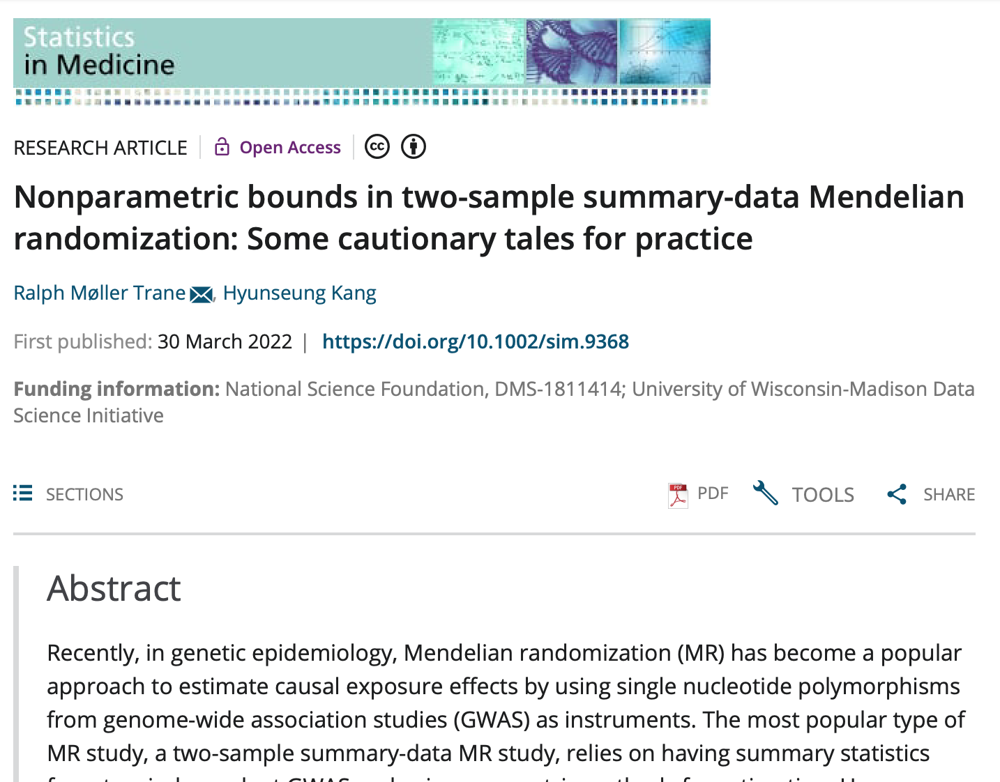 Statistics
in Medicine
RESEARCH ARTICLE
Open Access
cc
Nonparametric bounds in two-sample summary-data Mendelian
randomization: Some cautionary tales for practice
Ralph Møller Trane, Hyunseung Kang
First published: 30 March 2022 | https://doi.org/10.1002/sim.9368
Funding information: National Science Foundation, DMS-1811414; University of Wisconsin-Madison Data
Science Initiative
SECTIONS
PDF PDF TOOLS SHARE
Abstract
Recently, in genetic epidemiology, Mendelian randomization (MR) has become a popular
approach to estimate causal exposure effects by using single nucleotide polymorphisms
from genome-wide association studies (GWAS) as instruments. The most popular type of
MR study, a two-sample summary-data MR study, relies on having summary statistics